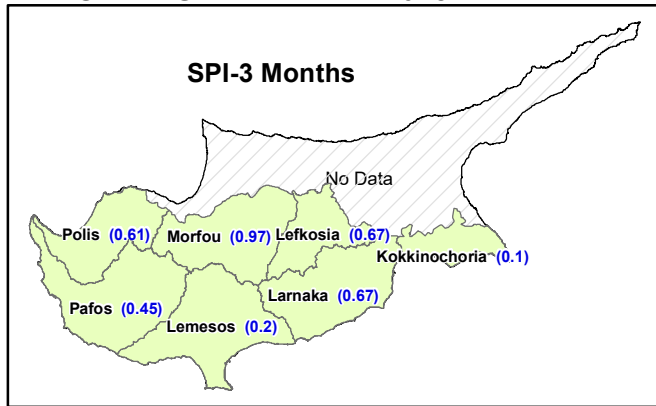 SPI-3 Months
No Data
Polis (0.61)
Morfou (0.97)
Lefkosia (0.67)
Kokkinochoria (0.1)
Pafos (0.45)
Larnaka (0.67)
Lemesos (0.2)